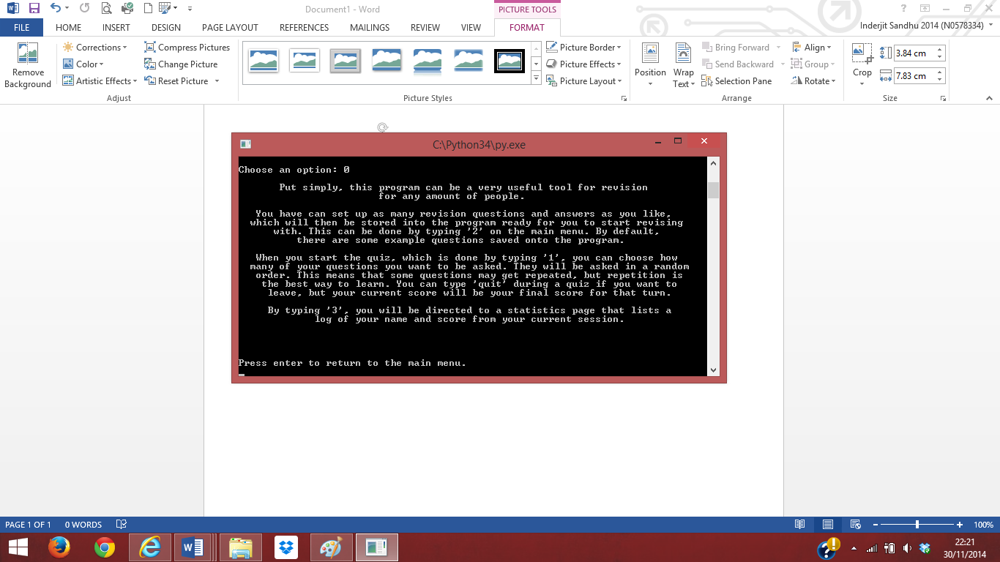 Document1 - Word
PICTURE TOOLS
FILE
HOME
INSERT
DESIGN
PAGE LAYOUT
REFERENCES
MAILINGS
REVIEW
VIEW
FORMAT
Inderjit Sandhu 2014 (N0578334)
Remove
Background
Corrections
Color
Artistic Effects
Compress Pictures
Change Picture
Reset Picture
Adjust
Picture Styles
Picture Border
Picture Effects
Picture Layout
Position
Wrap
Text
Bring Forward
Send Backward
Selection Pane
Align
Group
Rotate
Arrange
Crop
3.84 cm
7.83 cm
Size
C:\Python34\py.exe
Choose an option: 0
Put simply, this program can be a very useful tool for revision
for any amount of people.
You have can set up as many revision questions and answers as you like,
which will then be stored into the program ready for you to start revising
with. This can be done by typing '2' on the main menu. By default,
there are some example questions saved onto the program.
When you start the quiz, which is done by typing '1', you can choose how
many of your questions you want to be asked. They will be asked in a random
order. This means that some questions may get repeated, but repetition is
the best way to learn. You can type 'quit' during a quiz if you want to
leave, but your current score will be your final score for that turn.
By typing '3', you will be directed to a statistics page that lists a
log of your name and score from your current session.
Press enter to return to the main menu.
PAGE 1 OF 1
0 WORDS
100%
22:21
30/11/2014